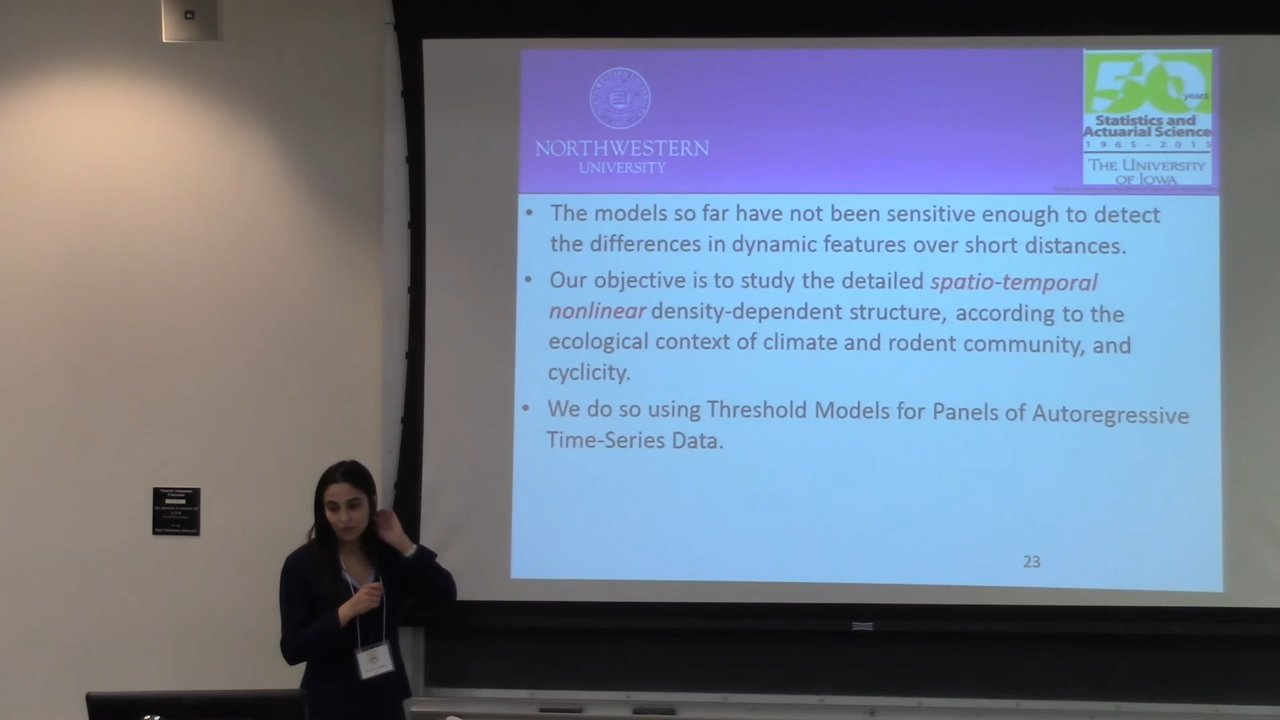 NORTHWESTERN
UNIVERSITY
50
years
Statistics and
Actuarial Science
1965-2015
THE UNIVERSITY
OF IOWA
• The models so far have not been sensitive enough to detect
the differences in dynamic features over short distances.
• Our objective is to study the detailed spatio-temporal
nonlinear density-dependent structure, according to the
ecological context of climate and rodent community, and
cyclicity.
• We do so using Threshold Models for Panels of Autoregressive
Time-Series Data.
23